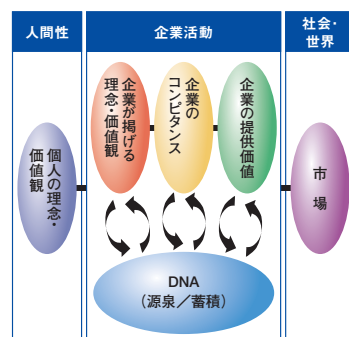 人間性
企業活動
社会・
世界
個人の理念・
価値観
企業が掲げる
理念・価値観
企業の
コンピタンス
企業の提供価値
市場
DNA
(源泉／蓄積)